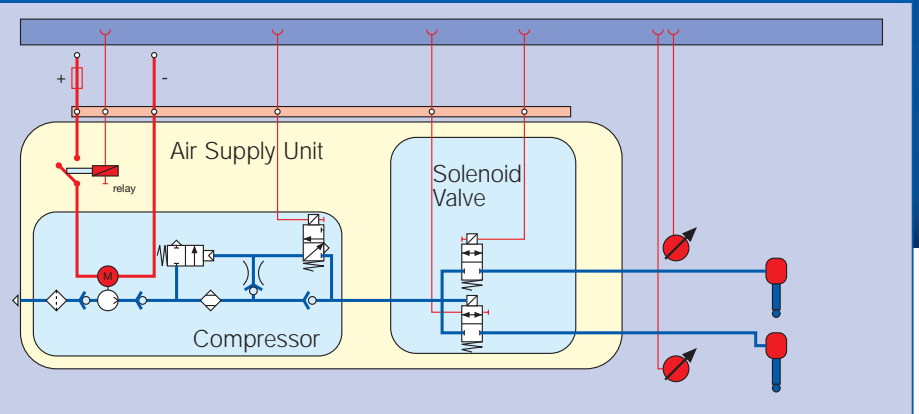 +
-
Air Supply Unit
relay
Solenoid
Valve
M
Compressor